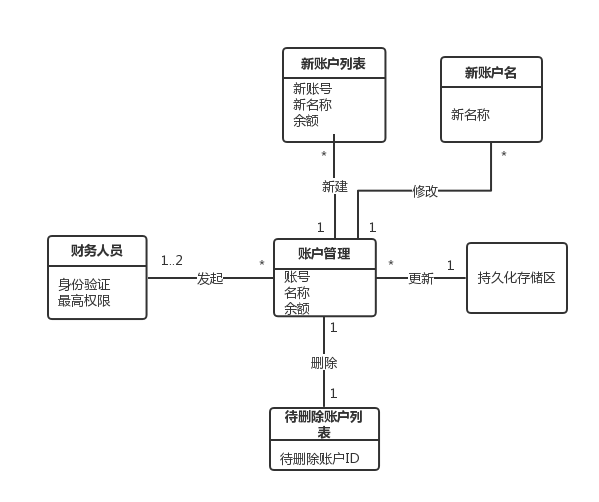 新账户列表
新账号
新名称
余额
新账户名
新名称
*
*
新建
修改
1
1
财务人员
身份验证
最高权限
1..2
发起
*
账户管理
账号
名称
余额
*
更新
1
持久化存储区
1
删除
1
待删除账户列
表
待删除账户ID